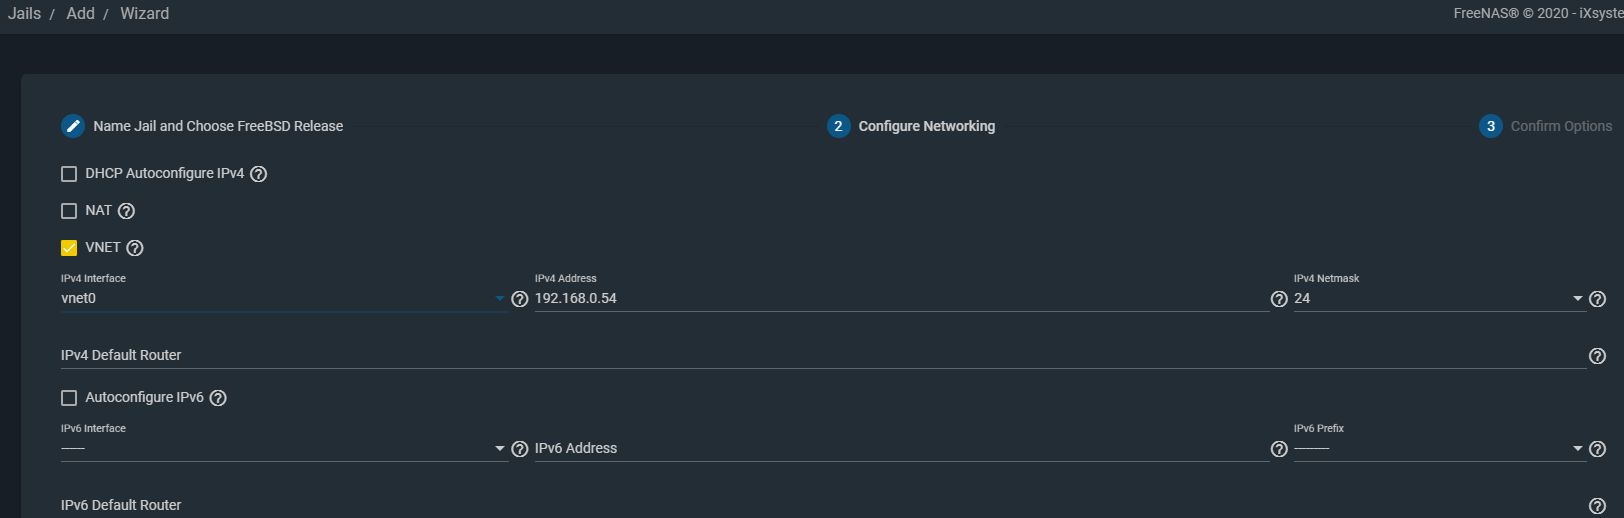 Jails / Add / Wizard
FreeNAS® © 2020 - iXsyste
Name Jail and Choose FreeBSD Release
2 Configure Networking
3 Confirm Options
DHCP Autoconfigure IPv4 ?
NAT ?
VNET ?
IPv4 Interface
vnet0 ?
IPv4 Address
192.168.0.54 ?
IPv4 Netmask
24 ?
IPv4 Default Router ?
Autoconfigure IPv6 ?
IPv6 Interface
------ ?
IPv6 Address ?
IPv6 Prefix
--------- ?
IPv6 Default Router ?